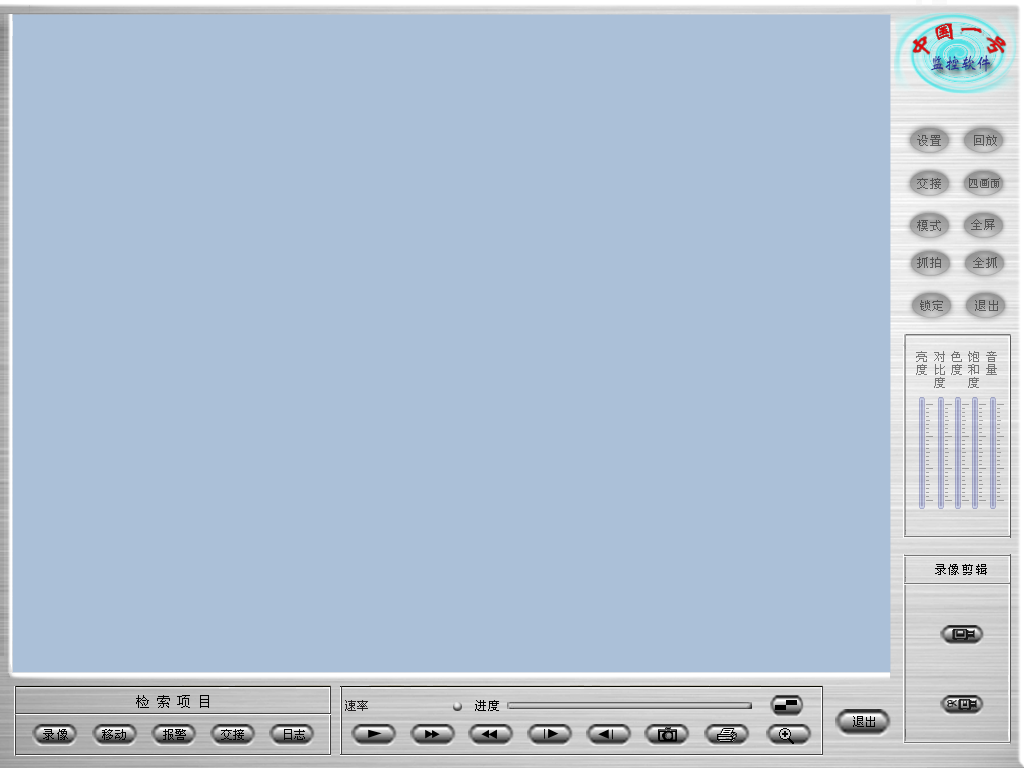 中国一号
监控软件
设置 回放
交接 四画面
模式 全屏
抓拍 全抓
锁定 退出
亮度 对比度 色度 饱和度 音量
录像剪辑
检索项目
录像 移动 报警 交接 日志
速率 进度
退出